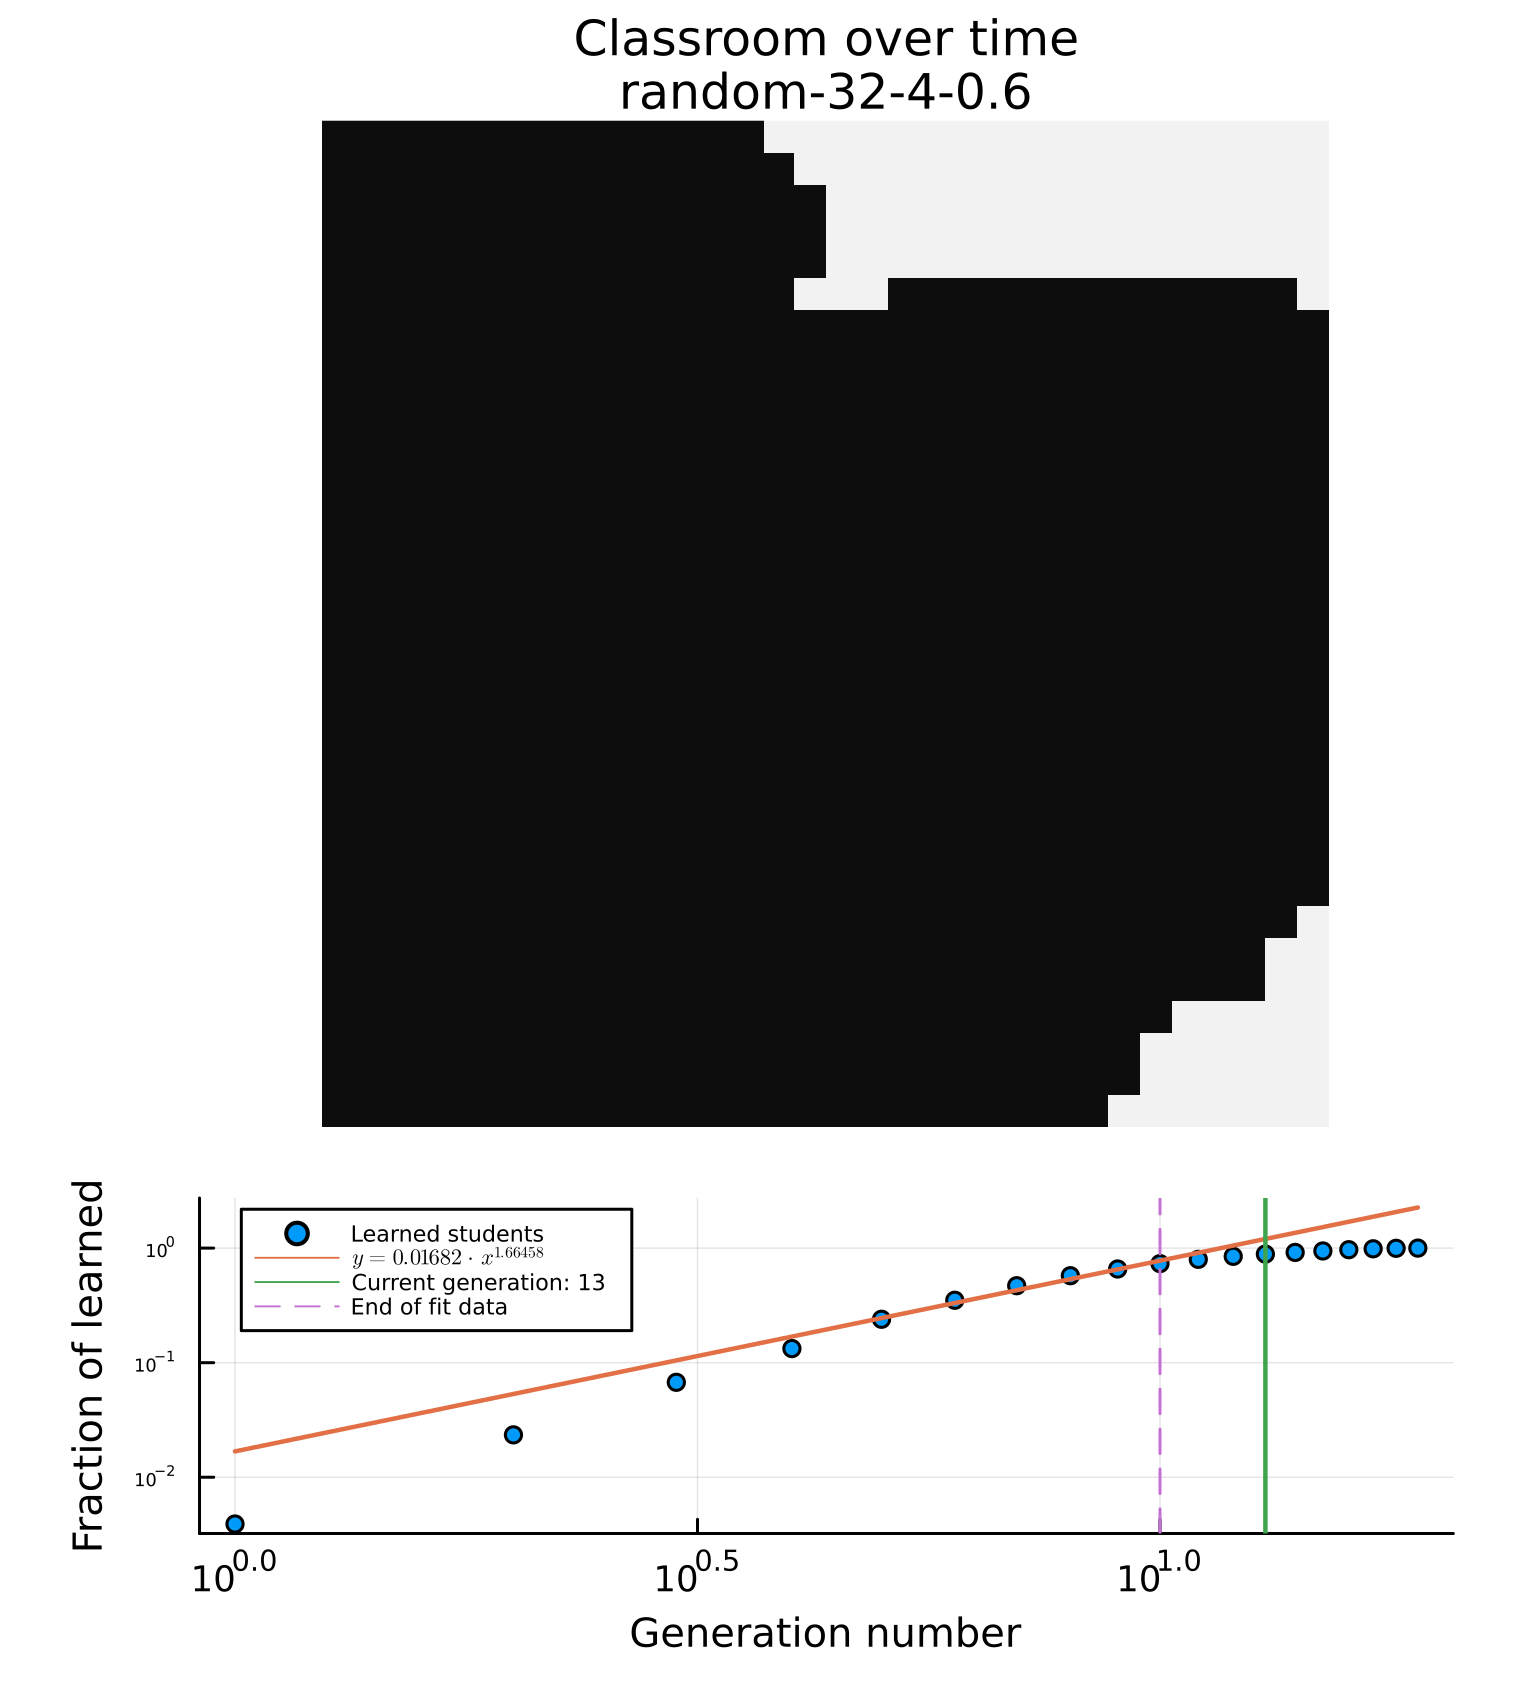 Classroom over time
random-32-4-0.6
Fraction of learned
10^0
10^-1
10^-2
Learned students
y = 0.01682 · x^1.66458
Current generation: 13
End of fit data
10^0.0
10^0.5
10^1.0
Generation number